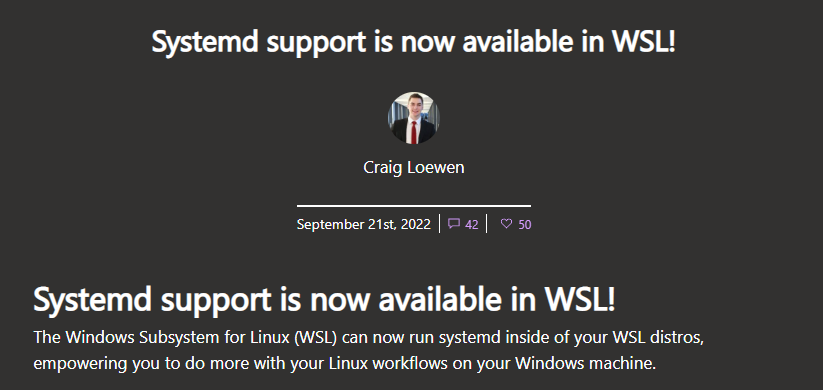 Systemd support is now available in WSL!
Craig Loewen
September 21st, 2022 42 50
Systemd support is now available in WSL!
The Windows Subsystem for Linux (WSL) can now run systemd inside of your WSL distros,
empowering you to do more with your Linux workflows on your Windows machine.